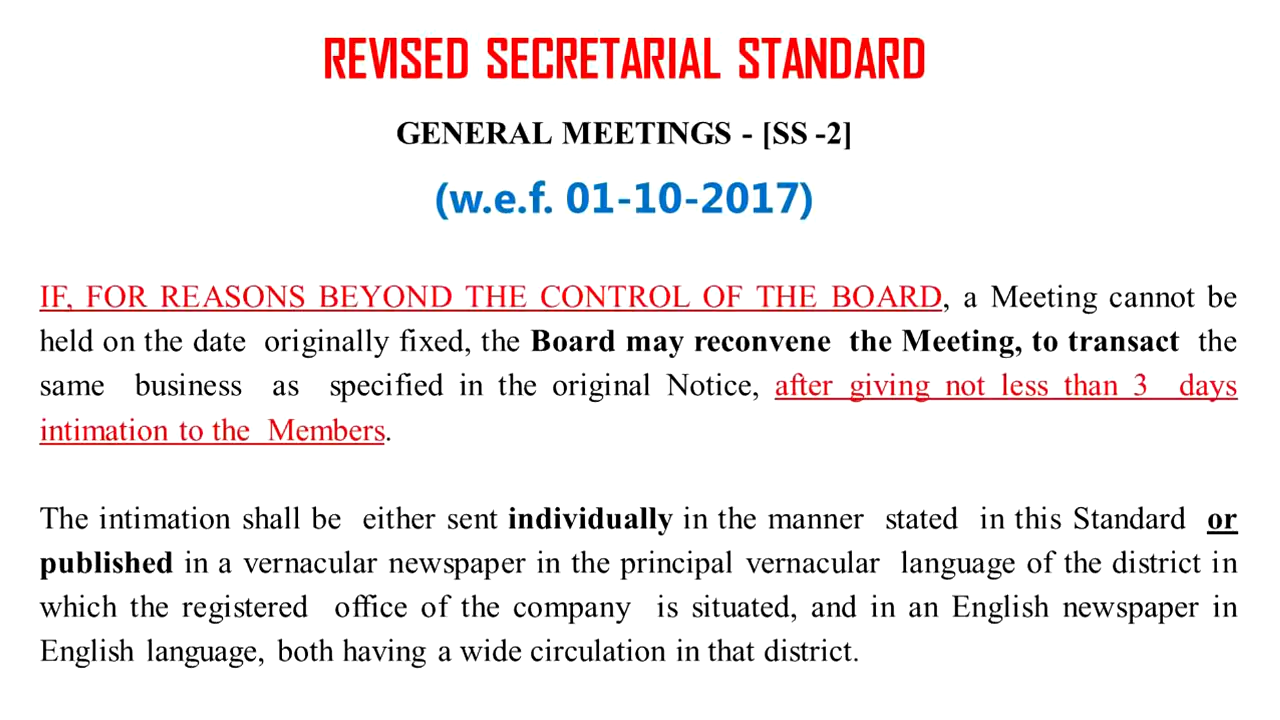 REVISED SECRETARIAL STANDARD
GENERAL MEETINGS - [SS -2]
(w.e.f. 01-10-2017)
IF, FOR REASONS BEYOND THE CONTROL OF THE BOARD, a Meeting cannot be
held on the date originally fixed, the Board may reconvene the Meeting, to transact the
same business as specified in the original Notice, after giving not less than 3 days
intimation to the Members.
The intimation shall be either sent individually in the manner stated in this Standard or
published in a vernacular newspaper in the principal vernacular language of the district in
which the registered office of the company is situated, and in an English newspaper in
English language, both having a wide circulation in that district.